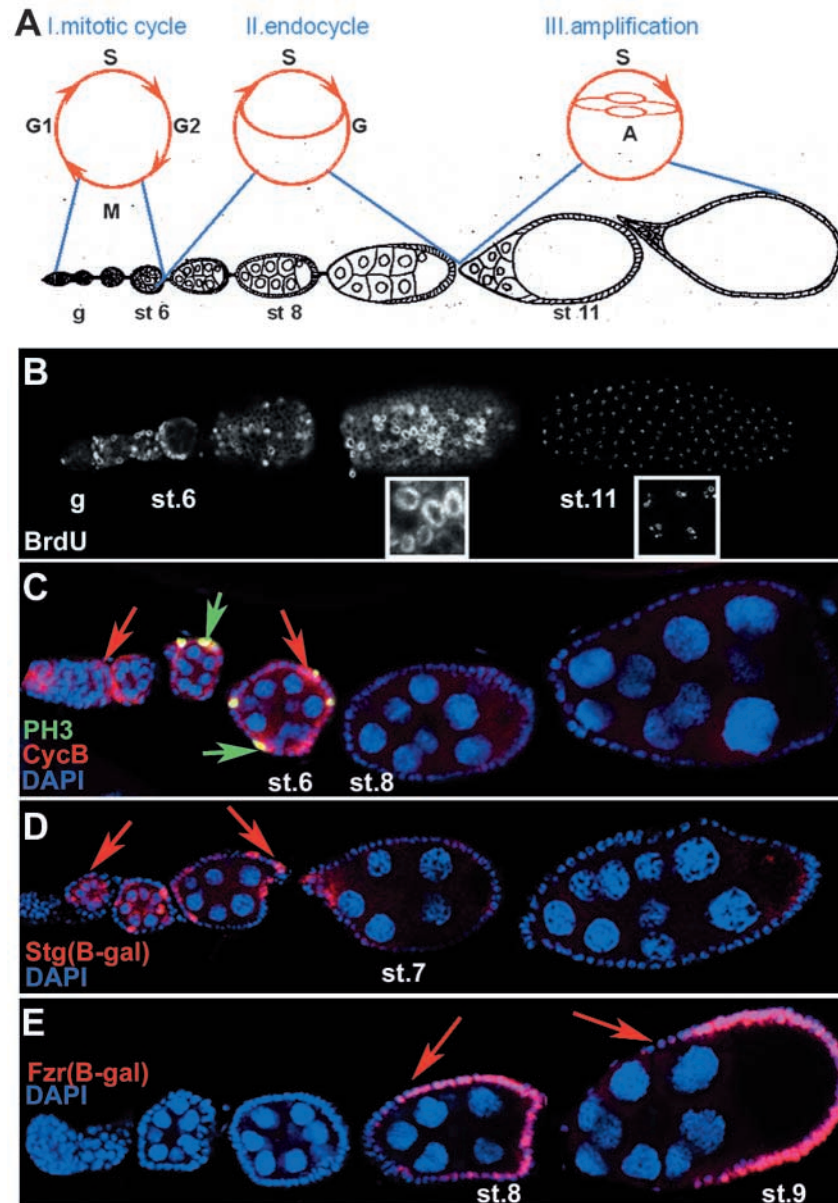 A
I.mitotic cycle
II.endocycle
III.amplification
S
S
S
G1
G2
G
A
M
g
st 6
st 8
st 11
B
g
st.6
st.11
BrdU
C
PH3
CycB
DAPI
st.6
st.8
D
Stg(B-gal)
DAPI
st.7
E
Fzr(B-gal)
DAPI
st.8
st.9